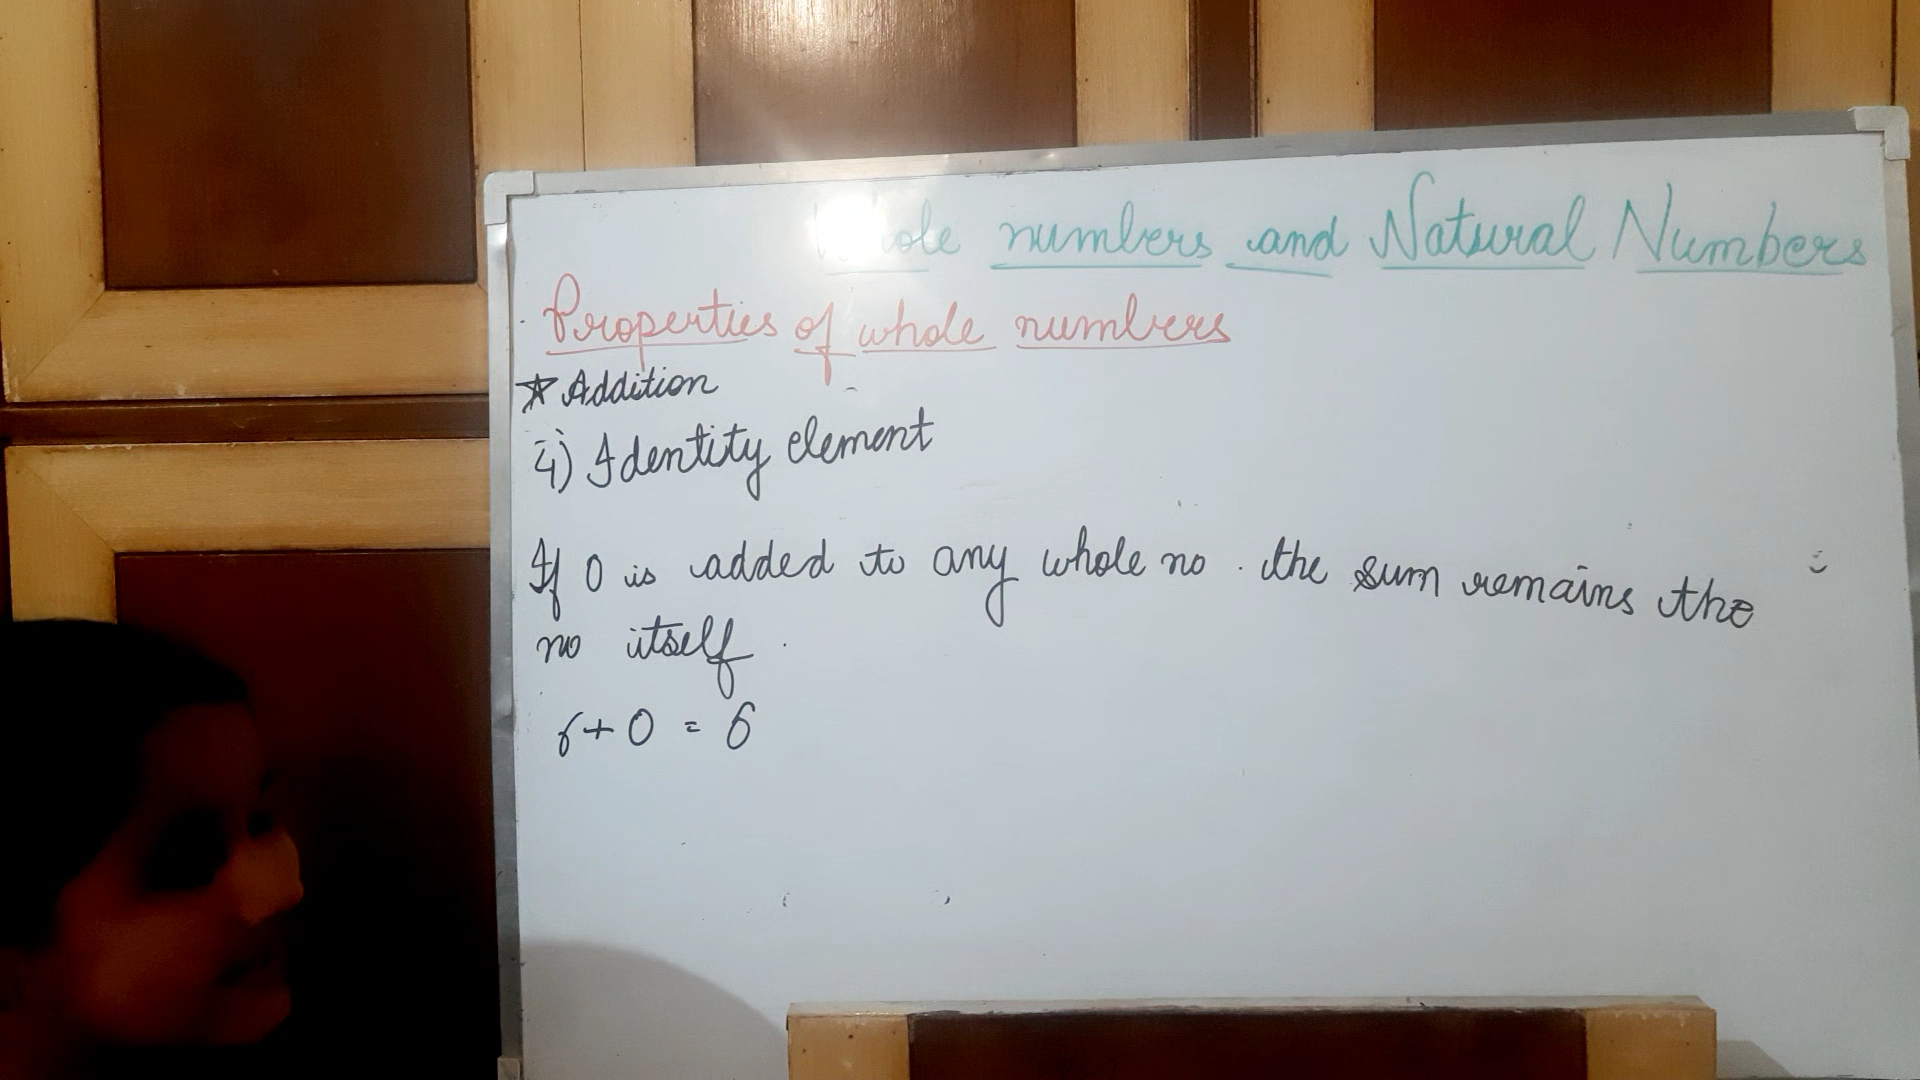 Whole numbers and Natural Numbers
Properties of whole numbers
☆ Addition
4) Identity element
If 0 is added to any whole no. the sum remains the
no itself.
6+0 = 6